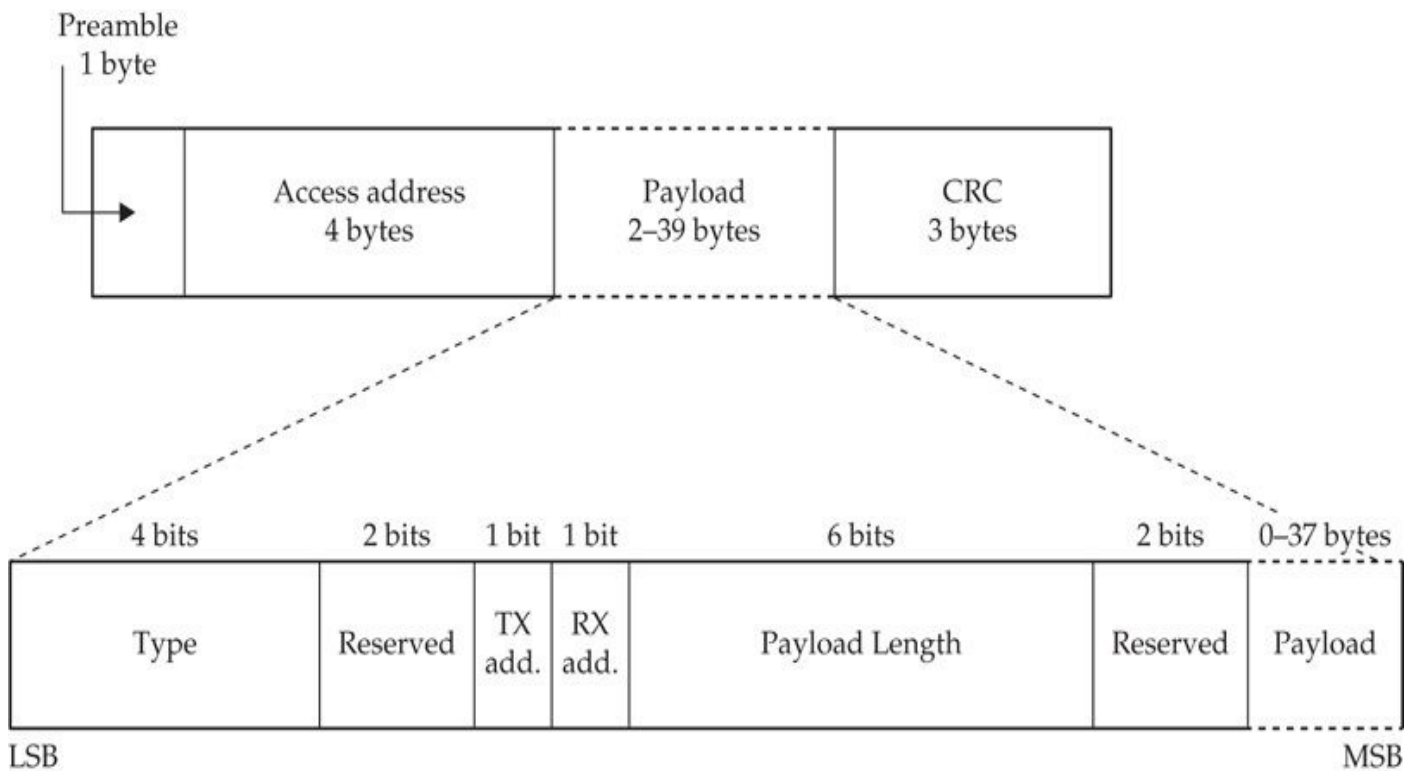 Preamble
1 byte
Access address
4 bytes
Payload
2–39 bytes
CRC
3 bytes
4 bits
2 bits
1 bit
1 bit
6 bits
2 bits
0–37 bytes
Type
Reserved
TX
add.
RX
add.
Payload Length
Reserved
Payload
LSB
MSB